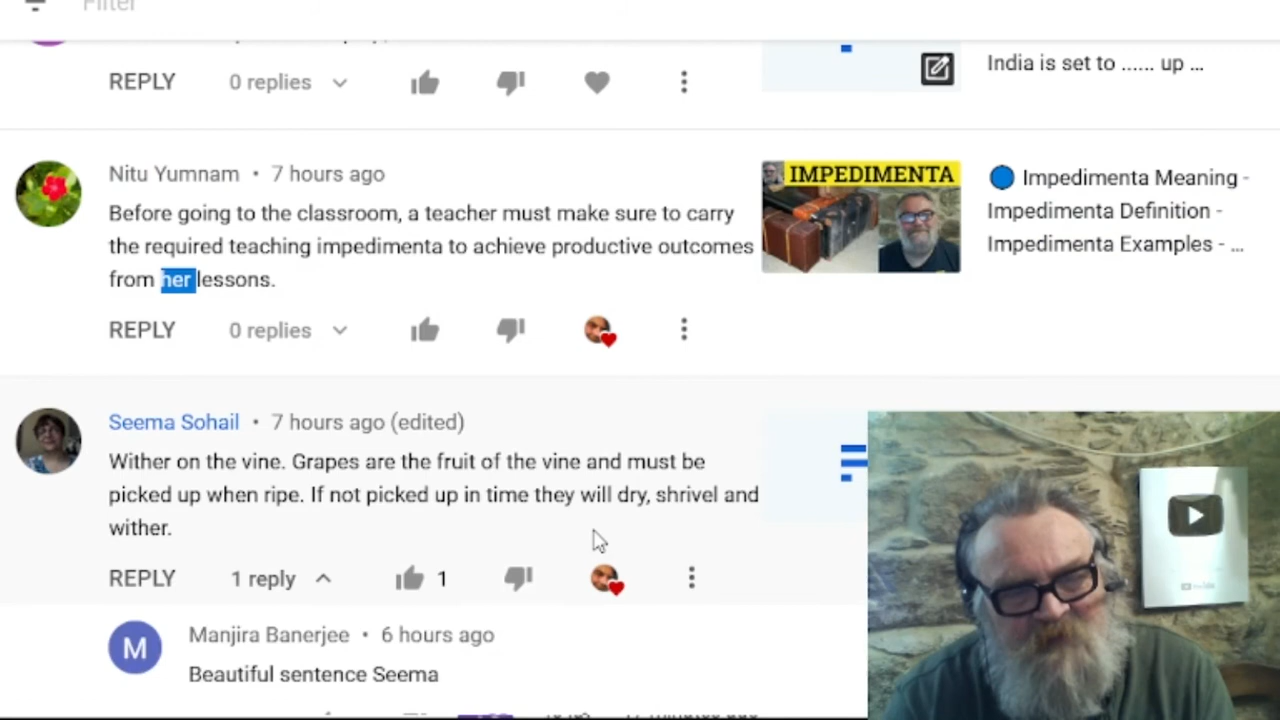 Filter
REPLY 0 replies
India is set to ...... up ...
Nitu Yumnam • 7 hours ago
Before going to the classroom, a teacher must make sure to carry
the required teaching impedimenta to achieve productive outcomes
from her lessons.
IMPEDIMENTA
Impedimenta Meaning -
Impedimenta Definition -
Impedimenta Examples - ...
REPLY 0 replies
Seema Sohail • 7 hours ago (edited)
Wither on the vine. Grapes are the fruit of the vine and must be
picked up when ripe. If not picked up in time they will dry, shrivel and
wither.
REPLY 1 reply 1
M
Manjira Banerjee • 6 hours ago
Beautiful sentence Seema